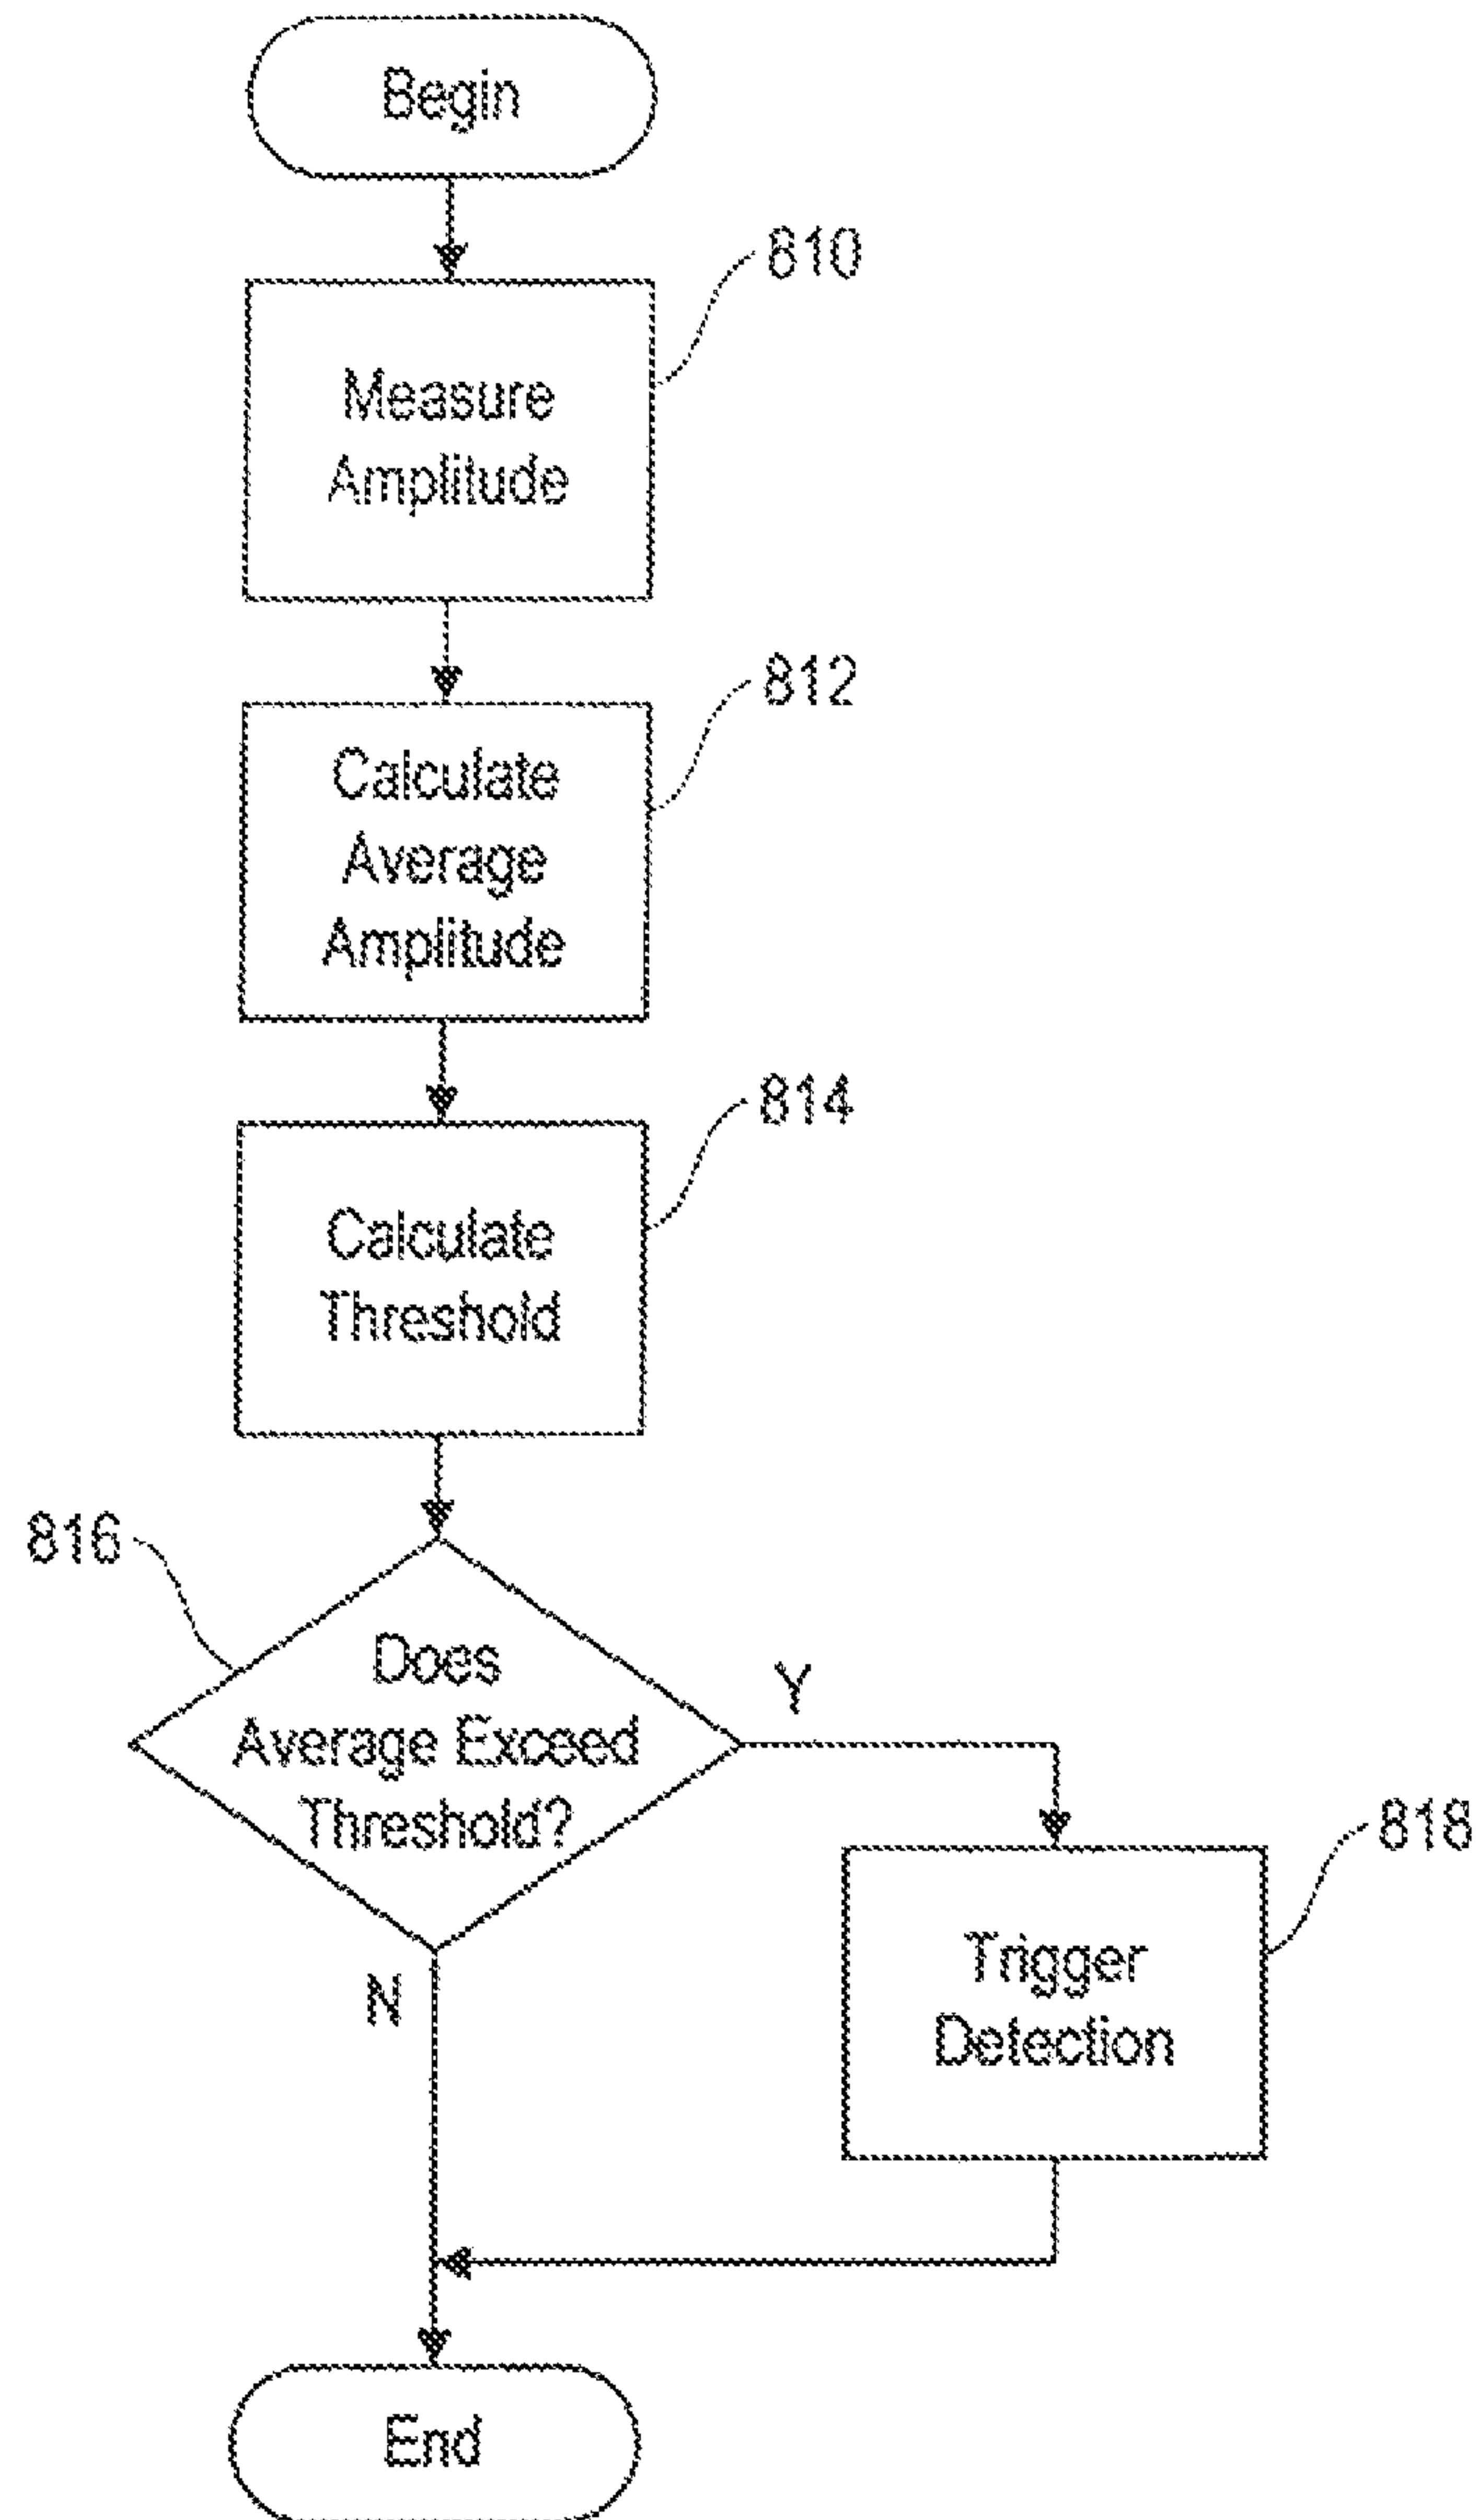 Begin
810
Measure
Amplitude
812
Calculate
Average
Amplitude
814
Calculate
Threshold
816
Does
Average Exceed
Threshold?
Y
818
Trigger
Detection
N
End